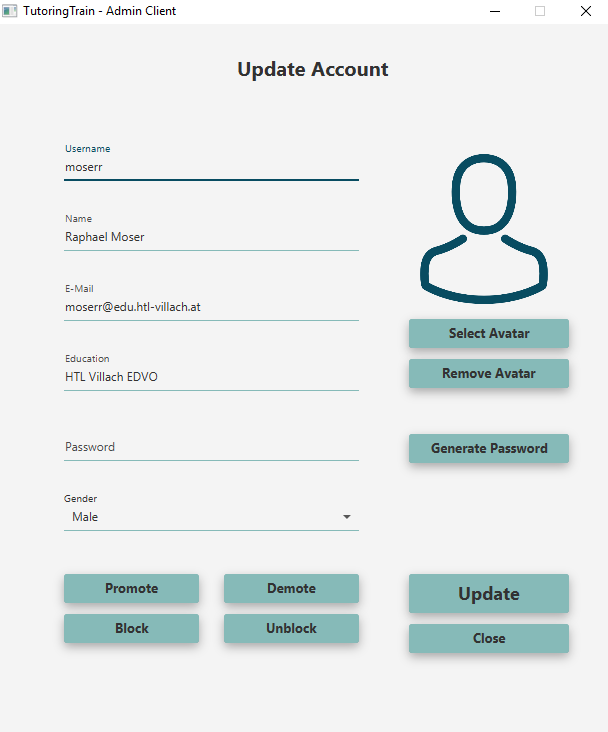 TutoringTrain - Admin Client
Update Account
Username
moserr
Name
Raphael Moser
E-Mail
moserr@edu.htl-villach.at
Education
HTL Villach EDVO
Password
Gender
Male
Select Avatar
Remove Avatar
Generate Password
Promote
Demote
Block
Unblock
Update
Close